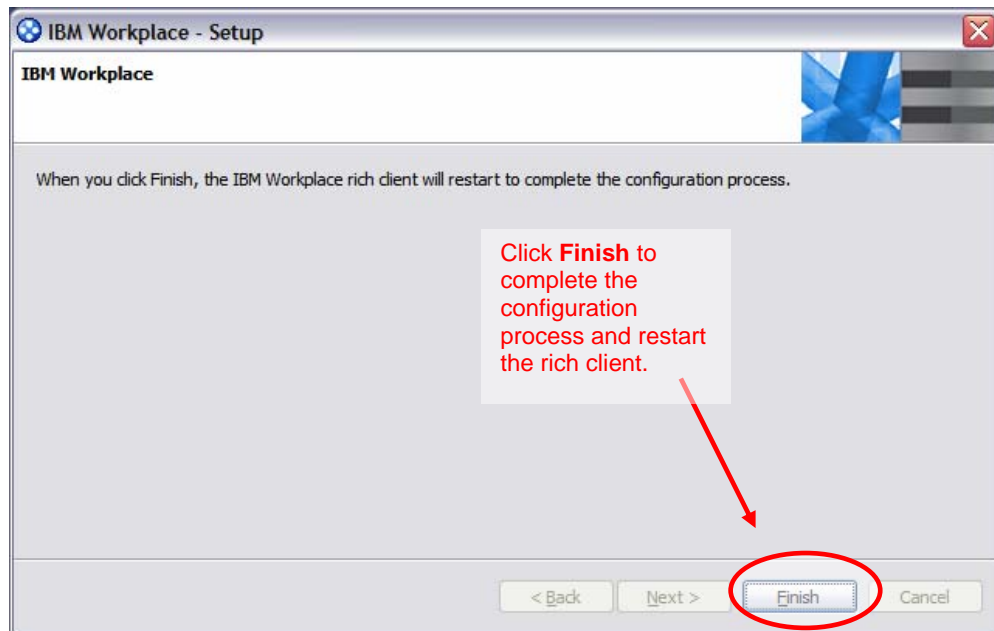 IBM Workplace - Setup
IBM Workplace
When you click Finish, the IBM Workplace rich client will restart to complete the configuration process.
Click Finish to
complete the
configuration
process and restart
the rich client.
< Back Next > Finish Cancel